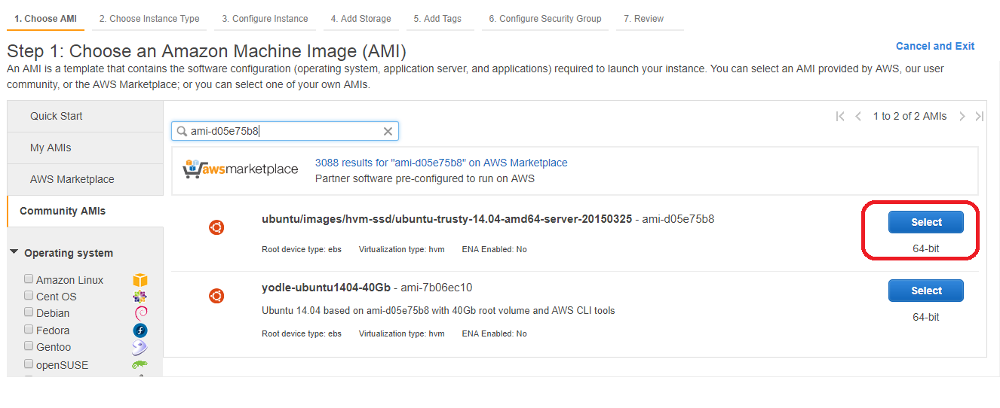 1. Choose AMI 2. Choose Instance Type 3. Configure Instance 4. Add Storage 5. Add Tags 6. Configure Security Group 7. Review
Step 1: Choose an Amazon Machine Image (AMI)
Cancel and Exit
An AMI is a template that contains the software configuration (operating system, application server, and applications) required to launch your instance. You can select an AMI provided by AWS, our user
community, or the AWS Marketplace; or you can select one of your own AMIs.
Quick Start
My AMIs
AWS Marketplace
Community AMIs
Operating system
Amazon Linux
Cent OS
Debian
Fedora
Gentoo
openSUSE
1 to 2 of 2 AMIs
ami-d05e75b8
awsmarketplace
3088 results for "ami-d05e75b8" on AWS Marketplace
Partner software pre-configured to run on AWS
ubuntu/images/hvm-ssd/ubuntu-trusty-14.04-amd64-server-20150325 - ami-d05e75b8
Root device type: ebs Virtualization type: hvm ENA Enabled: No
Select
64-bit
yodle-ubuntu1404-40Gb - ami-7b06ec10
Ubuntu 14.04 based on ami-d05e75b8 with 40Gb root volume and AWS CLI tools
Root device type: ebs Virtualization type: hvm ENA Enabled: No
Select
64-bit